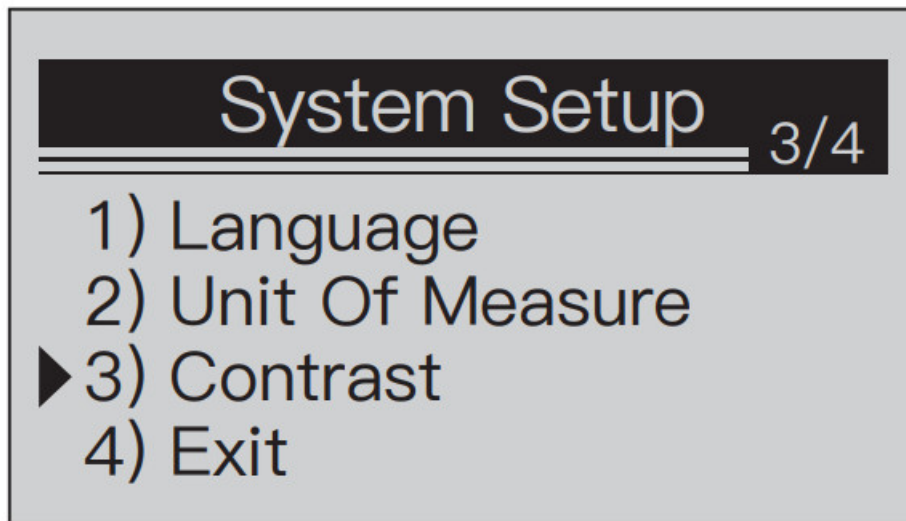 System Setup
3/4
1) Language
2) Unit Of Measure
3) Contrast
4) Exit